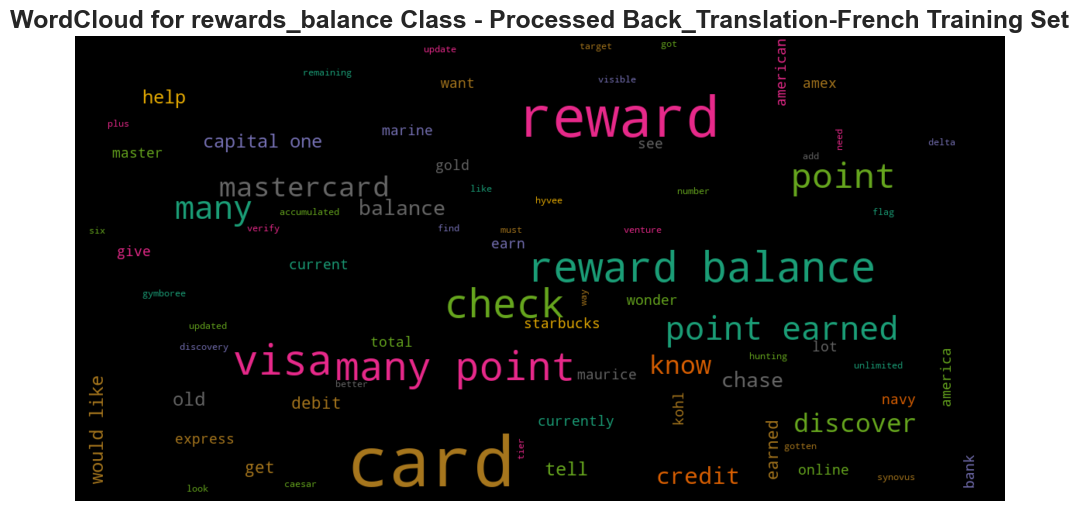 WordCloud for rewards_balance Class - Processed Back_Translation-French Training Set
update
target
got
remaining
visible
american
want
amex
help
reward
plus
marine
need
capital one
see
delta
master
gold
add
mastercard
point
like
number
many
accumulated
balance
hyvee
flag
six
verify
find
must
venture
give
earn
current
reward balance
gymboree
way
wonder
check
updated
starbucks
point earned
discovery
total
lot
visa
many point
hunting
america
maurice
know
unlimited
better
chase
would like
old
debit
kohl
navy
currently
discover
express
card
tier
earned
gotten
get
tell
online
bank
look
caesar
credit
synovus